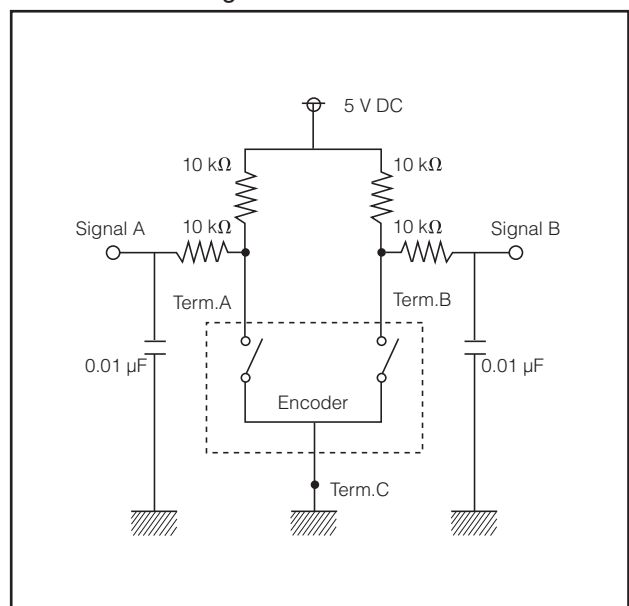 5 V DC
10 kΩ
10 kΩ
10 kΩ
10 kΩ
Signal A
Signal B
Term.A
Term.B
0.01 µF
0.01 µF
Encoder
Term.C